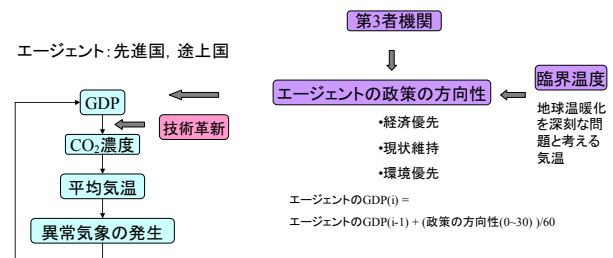 第3者機関
エージェント：先進国，途上国
エージェントの政策の方向性
臨界温度
地球温暖化
を深刻な問
題と考える
気温
・経済優先
・現状維持
・環境優先
エージェントのGDP(i) =
エージェントのGDP(i-1) + (政策の方向性(0~30) )/60
GDP
技術革新
CO₂濃度
平均気温
異常気象の発生